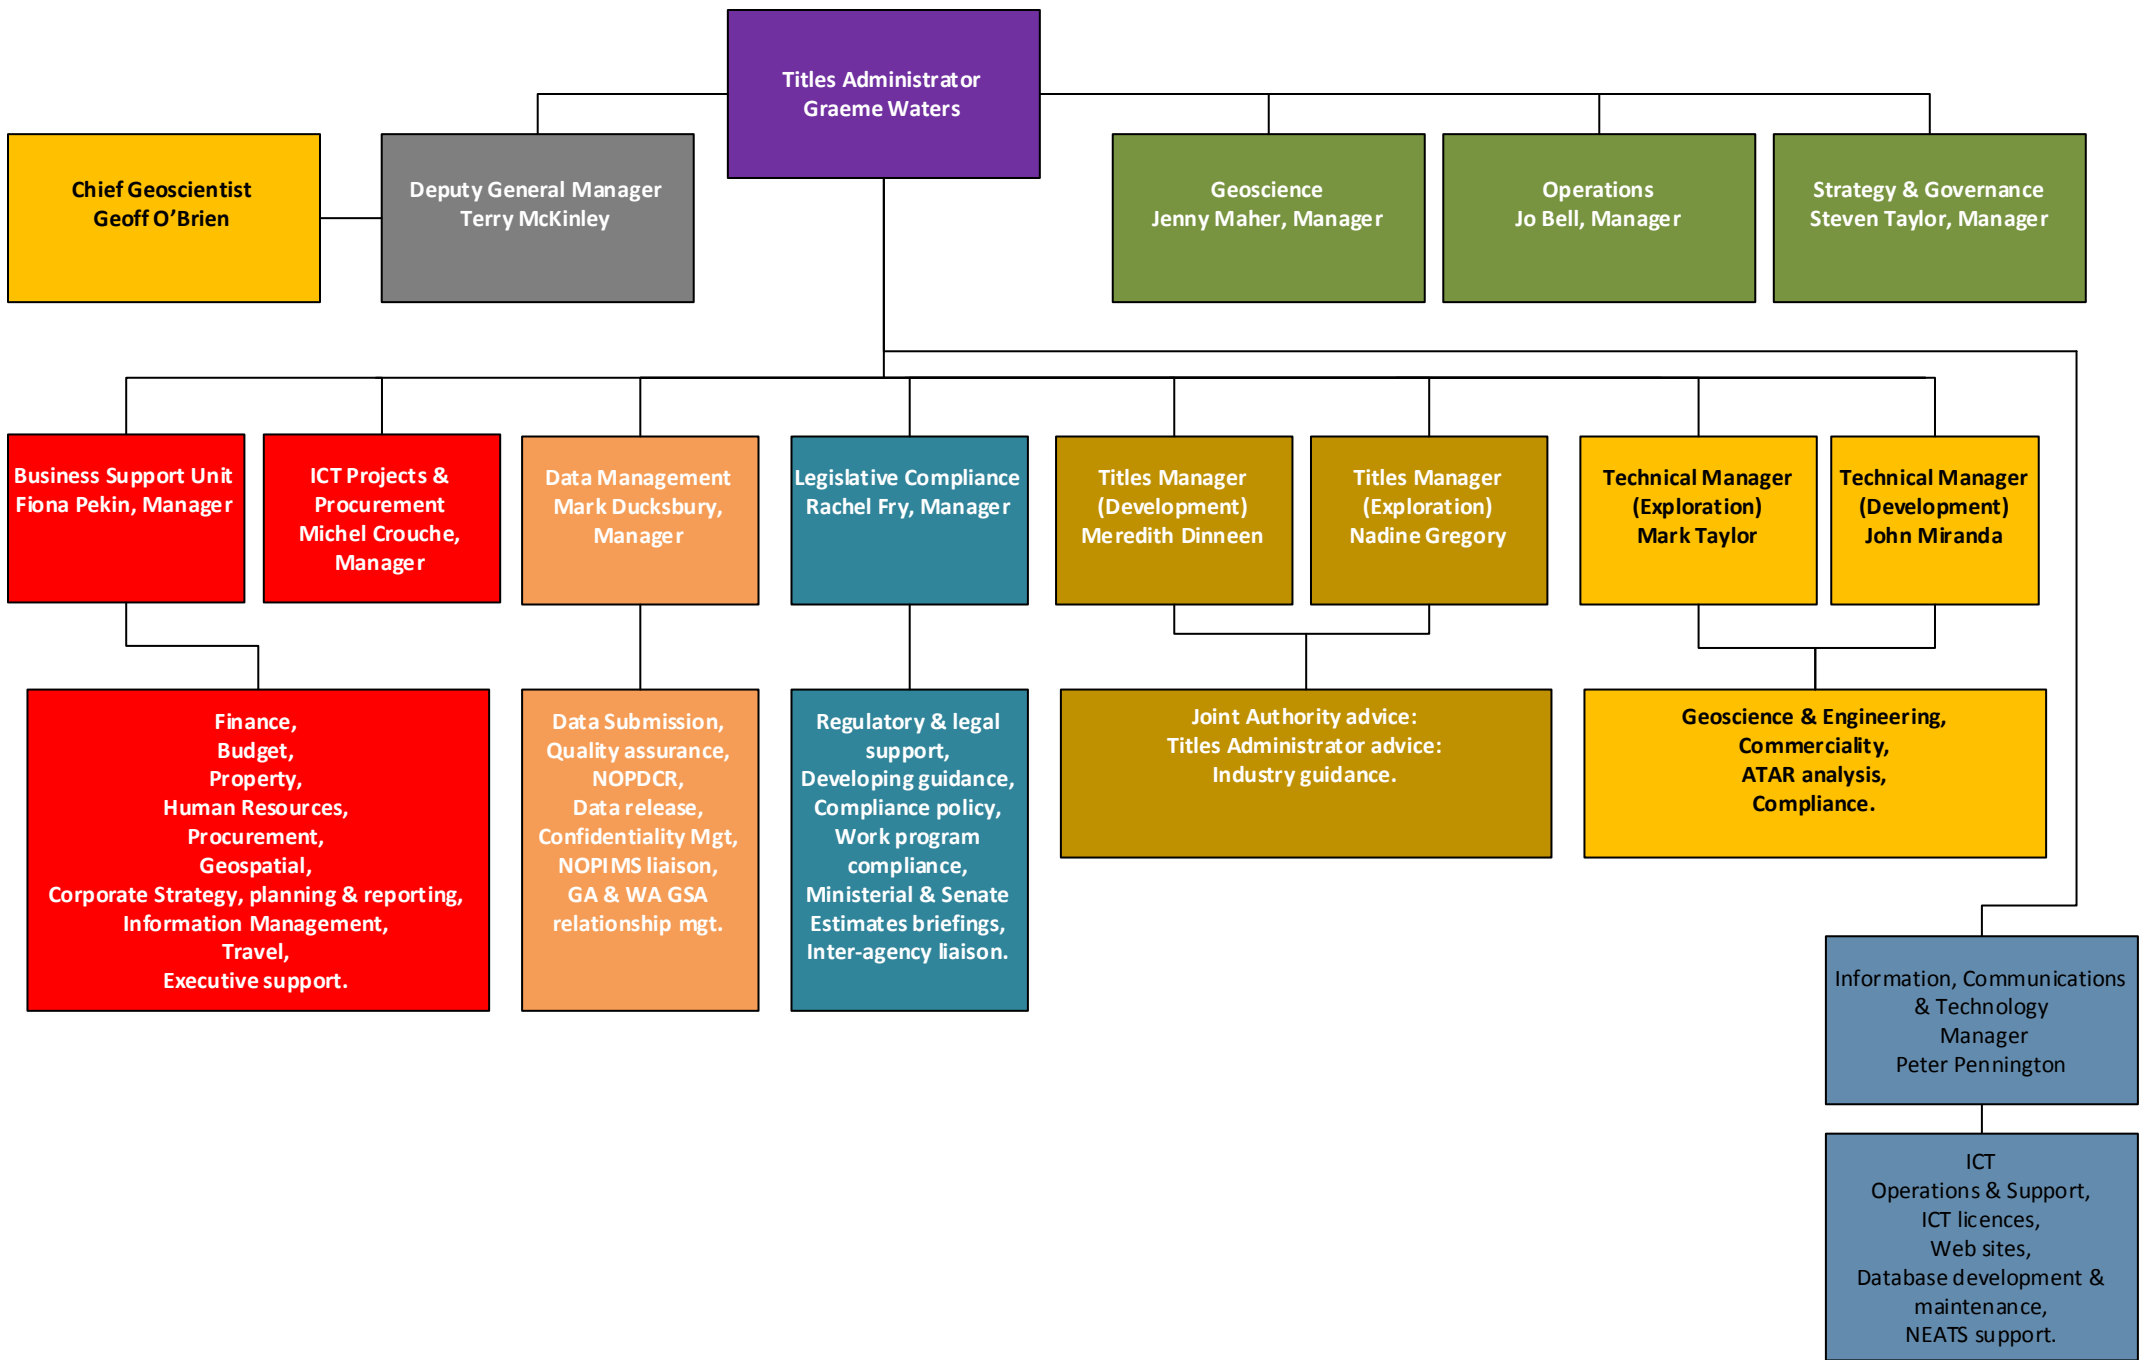 Titles Administrator
Graeme Waters
Chief Geoscientist
Geoff O’Brien
Deputy General Manager
Terry McKinley
Geoscience
Jenny Maher, Manager
Operations
Jo Bell, Manager
Strategy & Governance
Steven Taylor, Manager
Business Support Unit
Fiona Pekin, Manager
ICT Projects &
Procurement
Michel Crouche,
Manager
Data Management
Mark Ducksbury,
Manager
Legislative Compliance
Rachel Fry, Manager
Titles Manager
(Development)
Meredith Dinneen
Titles Manager
(Exploration)
Nadine Gregory
Technical Manager
(Exploration)
Mark Taylor
Technical Manager
(Development)
John Miranda
Finance,
Budget,
Property,
Human Resources,
Procurement,
Geospatial,
Corporate Strategy, planning & reporting,
Information Management,
Travel,
Executive support.
Data Submission,
Quality assurance,
NOPDCR,
Data release,
Confidentiality Mgt,
NOPIMS liaison,
GA & WA GSA
relationship mgt.
Regulatory & legal
support,
Developing guidance,
Compliance policy,
Work program
compliance,
Ministerial & Senate
Estimates briefings,
Inter-agency liaison.
Joint Authority advice:
Titles Administrator advice:
Industry guidance.
Geoscience & Engineering,
Commerciality,
ATAR analysis,
Compliance.
Information, Communications
& Technology
Manager
Peter Pennington
ICT
Operations & Support,
ICT licences,
Web sites,
Database development &
maintenance,
NEATS support.